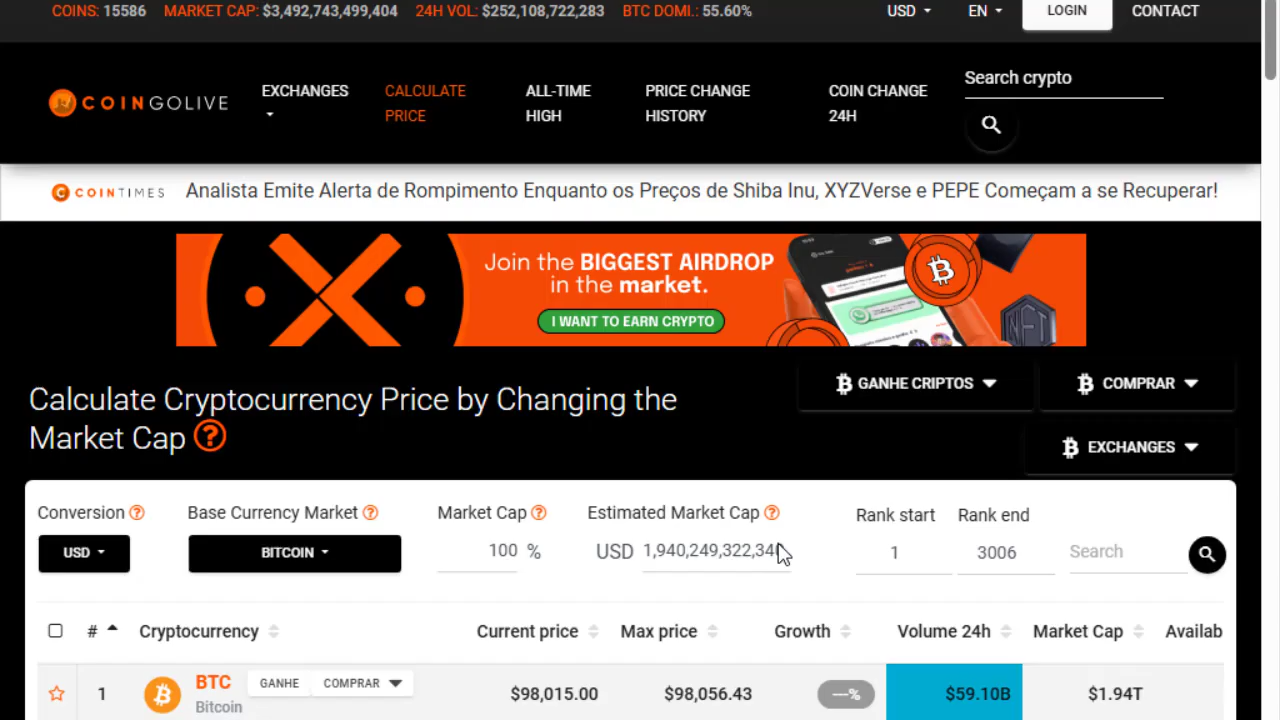 COINS: 15586 MARKET CAP: $3,492,743,499,404 24H VOL: $252,108,722,283 BTC DOMI.: 55.60% USD EN LOGIN CONTACT
COINGOLIVE EXCHANGES CALCULATE PRICE ALL-TIME HIGH PRICE CHANGE HISTORY COIN CHANGE 24H Search crypto
COINTIMES Analista Emite Alerta de Rompimento Enquanto os Preços de Shiba Inu, XYZVerse e PEPE Começam a se Recuperar!
Join the BIGGEST AIRDROP
in the market.
I WANT TO EARN CRYPTO
NFT
GANHE CRIPTOS COMPRAR
Calculate Cryptocurrency Price by Changing the
Market Cap ?
EXCHANGES
Conversion ? Base Currency Market ? Market Cap ? Estimated Market Cap ? Rank start Rank end
USD BITCOIN 100 % USD 1 3006 Search
# Cryptocurrency Current price Max price Growth Volume 24h Market Cap Availab
1 BTC GANHE COMPRAR $98,015.00 $98,056.43 ---% $59.10B $1.94T
Bitcoin